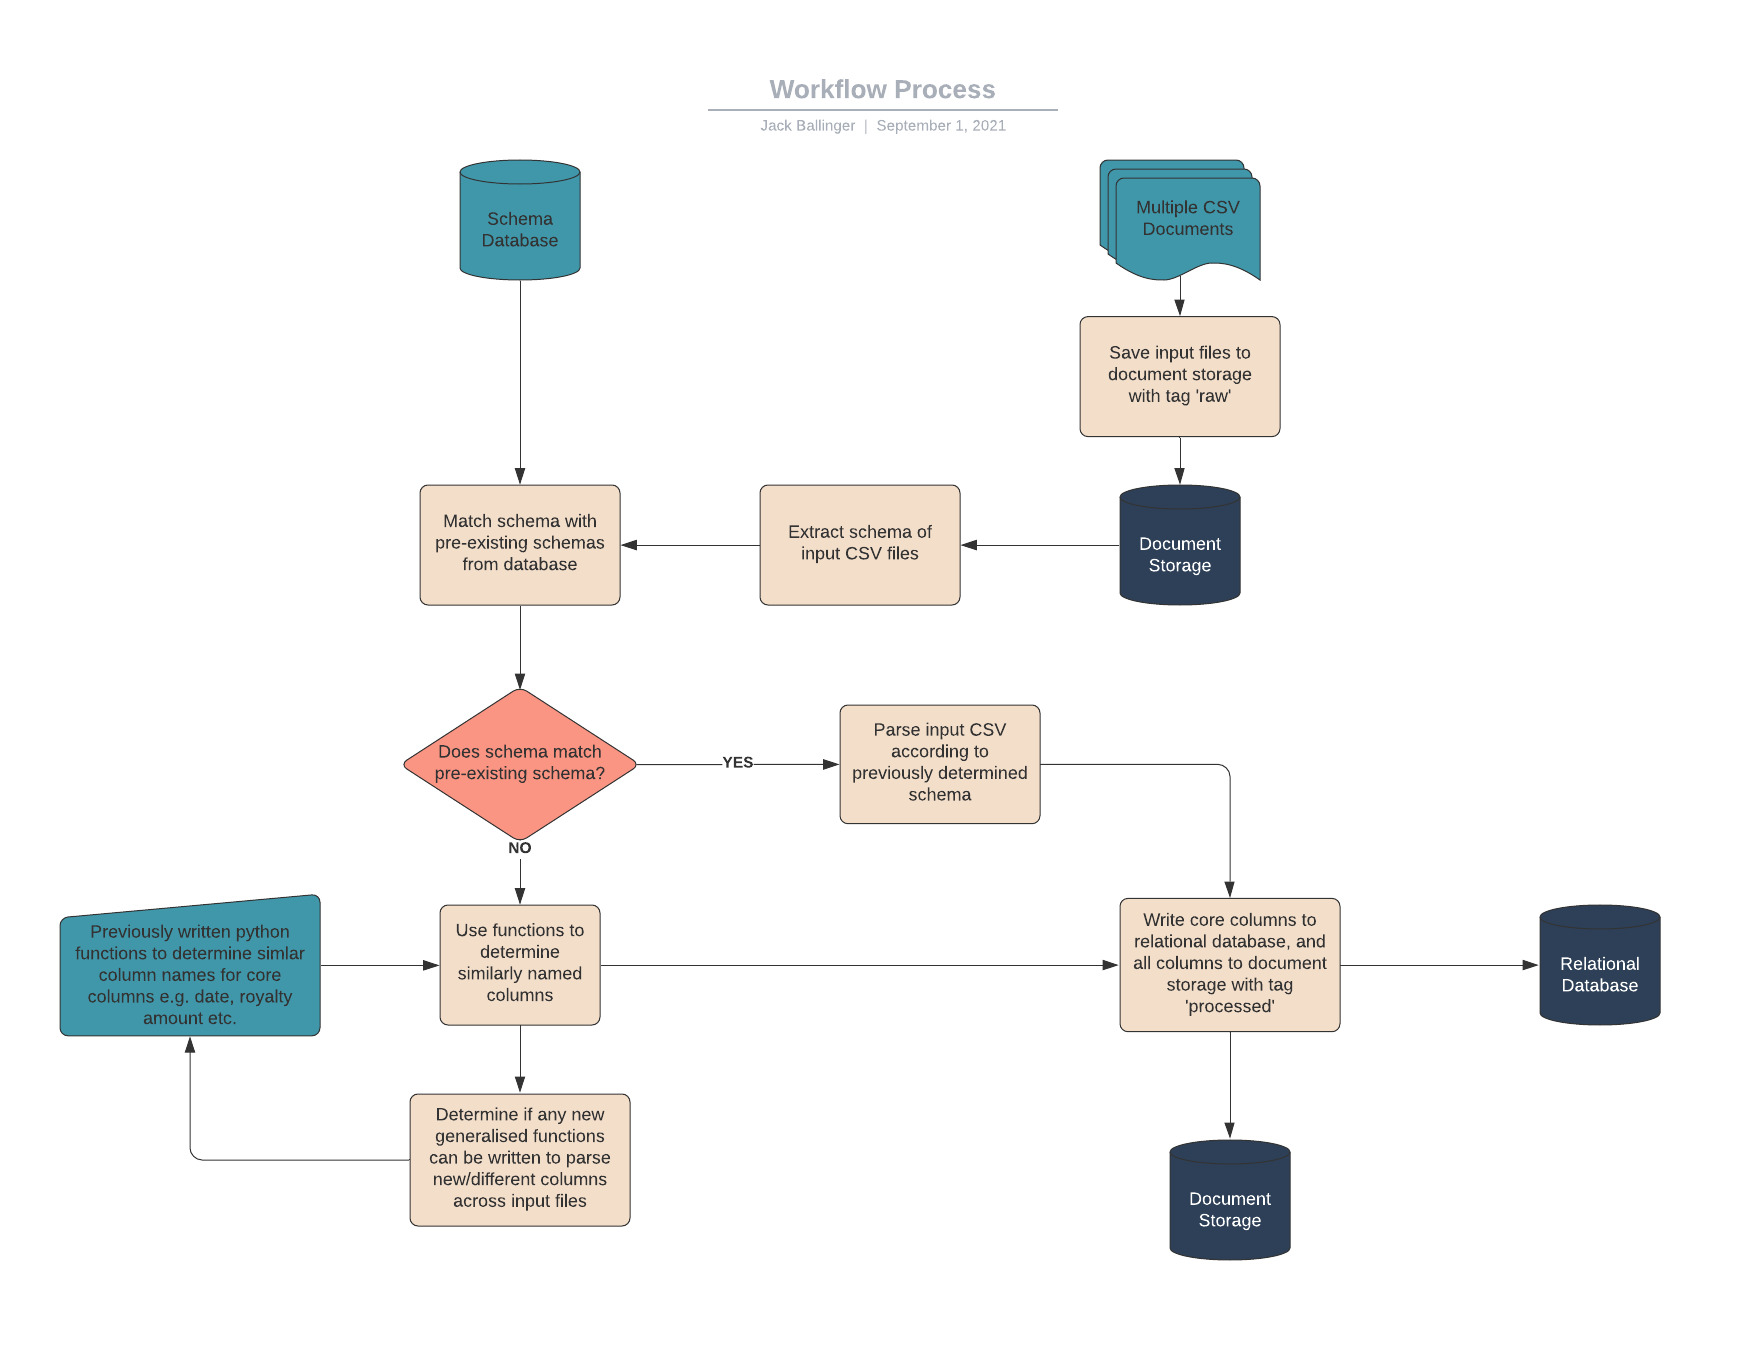 Workflow Process
Jack Ballinger | September 1, 2021
Schema
Database
Multiple CSV
Documents
Save input files to
document storage
with tag 'raw'
Match schema with
pre-existing schemas
from database
Extract schema of
input CSV files
Document
Storage
Does schema match
pre-existing schema?
YES
Parse input CSV
according to
previously determined
schema
NO
Previously written python
functions to determine simlar
column names for core
columns e.g. date, royalty
amount etc.
Use functions to
determine
similarly named
columns
Write core columns to
relational database, and
all columns to document
storage with tag
'processed'
Relational
Database
Determine if any new
generalised functions
can be written to parse
new/different columns
across input files
Document
Storage